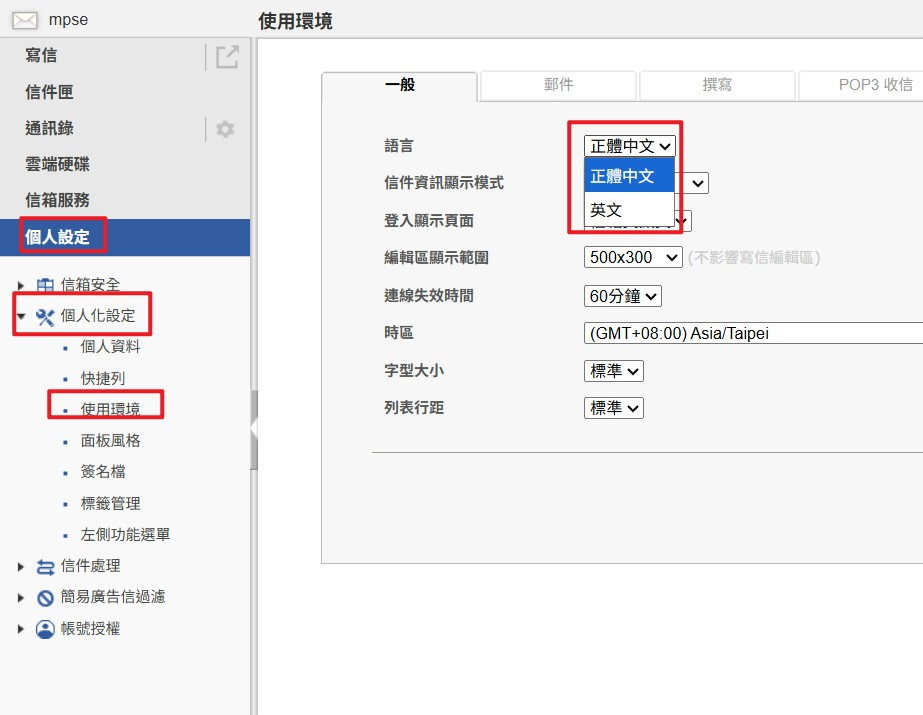 mpse
寫信
信件匣
通訊錄
雲端硬碟
信箱服務
個人設定
信箱安全
個人化設定
個人資料
快捷列
使用環境
面板風格
簽名檔
標籤管理
左側功能選單
信件處理
簡易廣告信過濾
帳號授權
使用環境
一般
郵件
撰寫
POP3 收信
語言
正體中文
正體中文
英文
信件資訊顯示模式
登入顯示頁面
編輯區顯示範圍
500x300
(不影響寫信編輯區)
連線失效時間
60分鐘
時區
(GMT+08:00) Asia/Taipei
字型大小
標準
列表行距
標準